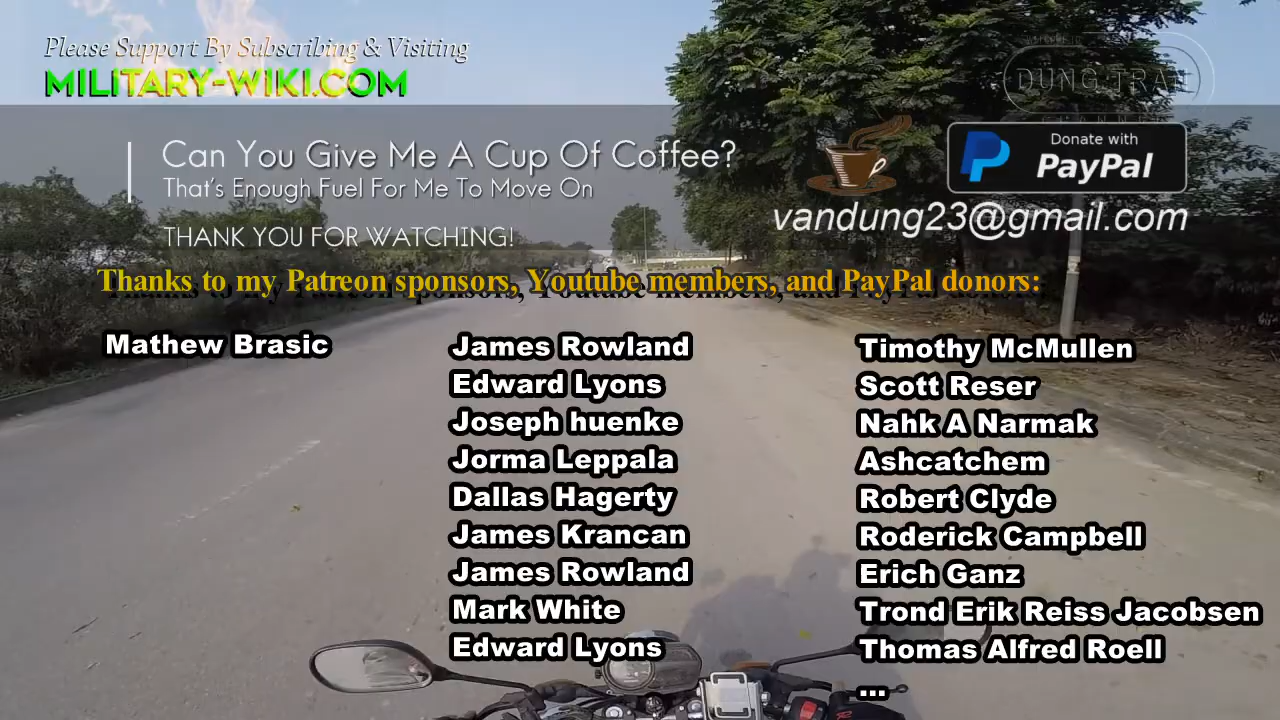 Please Support By Subscribing & Visiting
MILITARY-WIKI.COM
DUNG TRAN
Can You Give Me A Cup Of Coffee?
That's Enough Fuel For Me To Move On
THANK YOU FOR WATCHING!
Donate with
PayPal
vandung23@gmail.com
Thanks to my Patreon sponsors, Youtube members, and PayPal donors:
Mathew Brasic
James Rowland
Edward Lyons
Joseph huenke
Jorma Leppala
Dallas Hagerty
James Krancan
James Rowland
Mark White
Edward Lyons
Timothy McMullen
Scott Reser
Nahk A Narmak
Ashcatchem
Robert Clyde
Roderick Campbell
Erich Ganz
Trond Erik Reiss Jacobsen
Thomas Alfred Roell
...